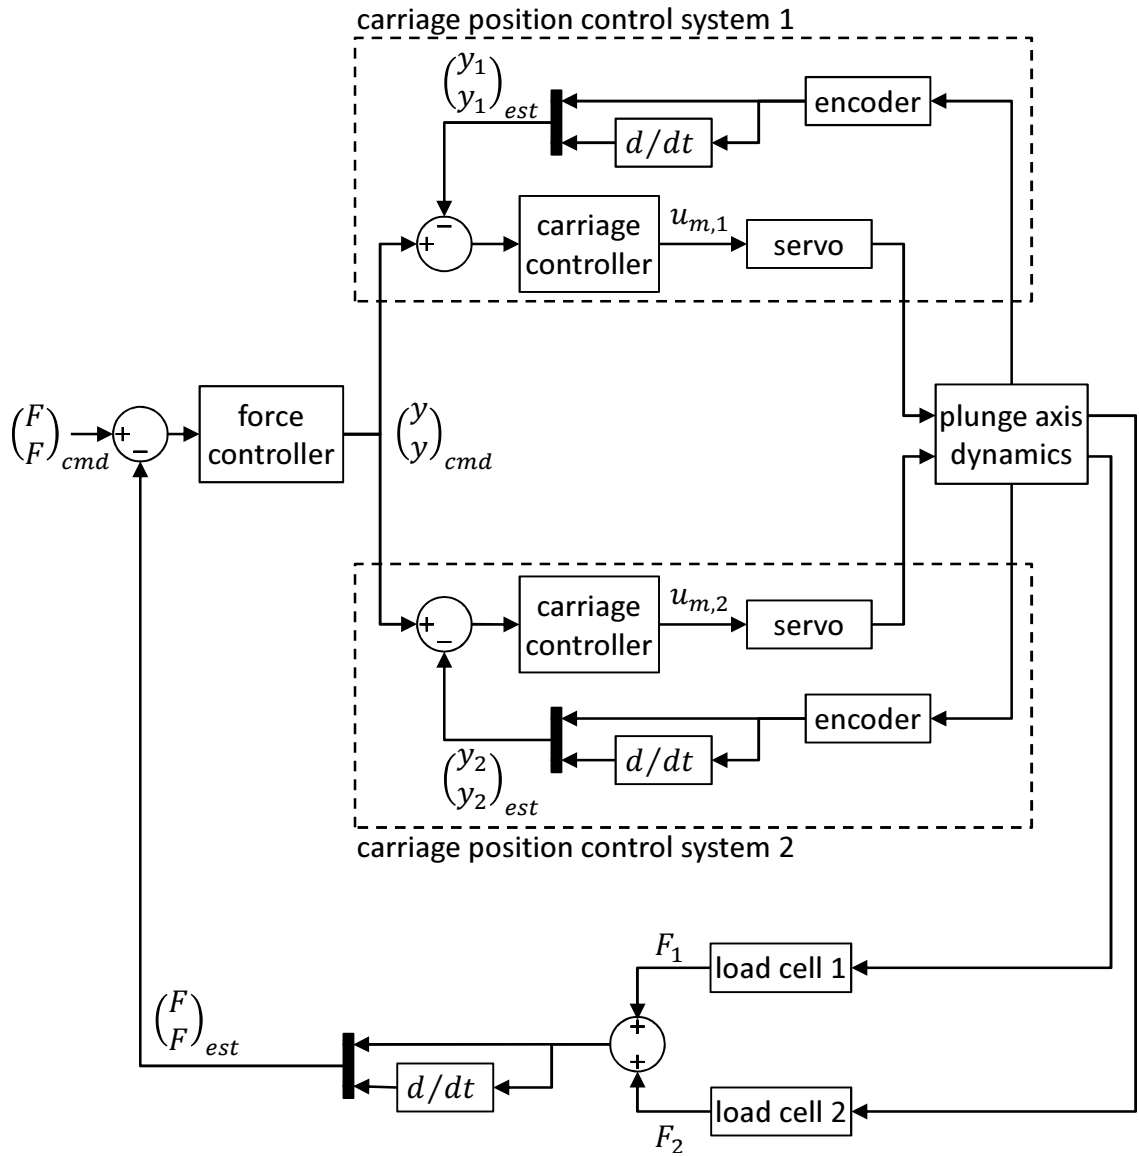 carriage position control system 1
(y₁
y₁)est
encoder
d/dt
−
+
carriage
controller
uₘ,₁
servo
(F
F)cmd
+
−
force
controller
(y
y)cmd
plunge axis
dynamics
+
−
carriage
controller
uₘ,₂
servo
encoder
d/dt
(y₂
y₂)est
carriage position control system 2
F₁
load cell 1
(F
F)est
+
+
d/dt
load cell 2
F₂